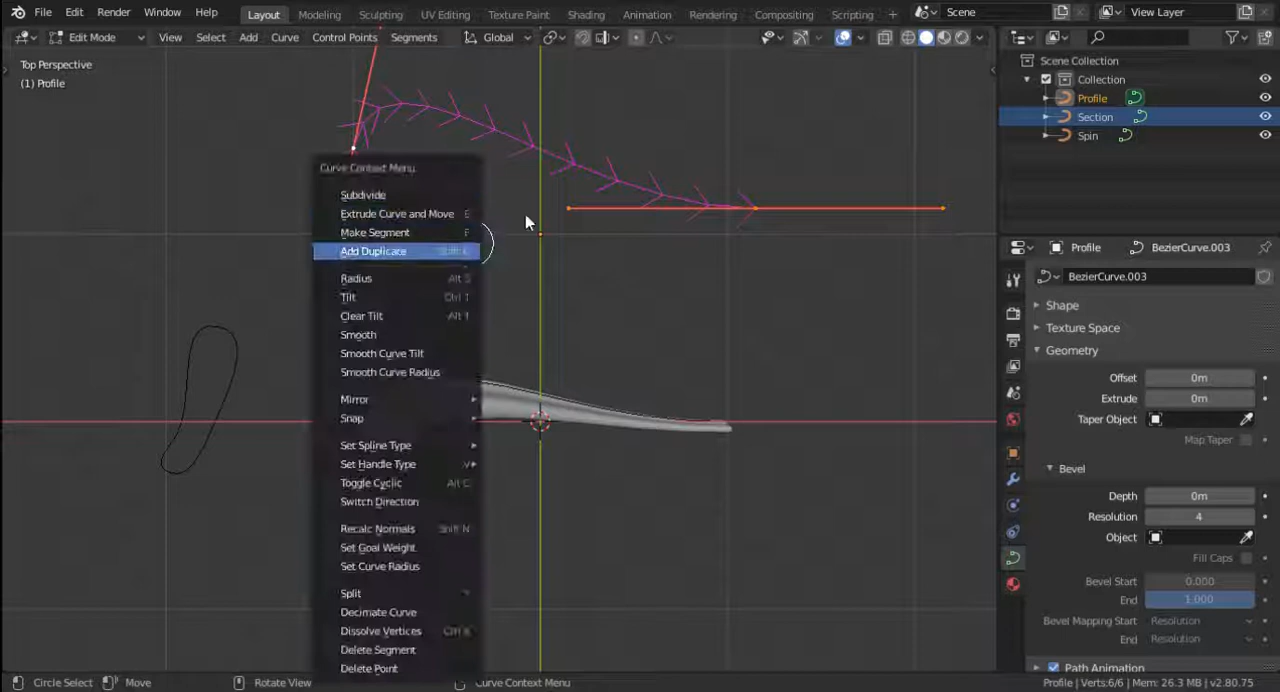 File Edit Render Window Help Layout Modeling Sculpting UV Editing Texture Paint Shading Animation Rendering Compositing Scripting + Scene View Layer
Edit Mode View Select Add Curve Control Points Segments Global
Top Perspective
(1) Profile
Curve Context Menu
Subdivide
Extrude Curve and Move E
Make Segment F
Add Duplicate
Radius Alt S
Tilt Ctrl T
Clear Tilt Alt T
Smooth
Smooth Curve Tilt
Smooth Curve Radius
Mirror
Snap
Set Spline Type
Set Handle Type V
Toggle Cyclic Alt C
Switch Direction
Recalc Normals Shift N
Set Goal Weight
Set Curve Radius
Split
Decimate Curve
Dissolve Vertices Ctrl X
Delete Segment
Delete Point
Scene Collection
Collection
Profile
Section
Spin
Profile BezierCurve.003
BezierCurve.003
Shape
Texture Space
Geometry
Offset 0m
Extrude 0m
Taper Object
Map Taper
Bevel
Depth 0m
Resolution 4
Object
Fill Caps
Bevel Start 0.000
End 1.000
Bevel Mapping Start Resolution
End Resolution
Path Animation
Circle Select Move Rotate View Curve Context Menu Profile | Verts:6/6 | Mem: 26.3 MB | v2.80.75